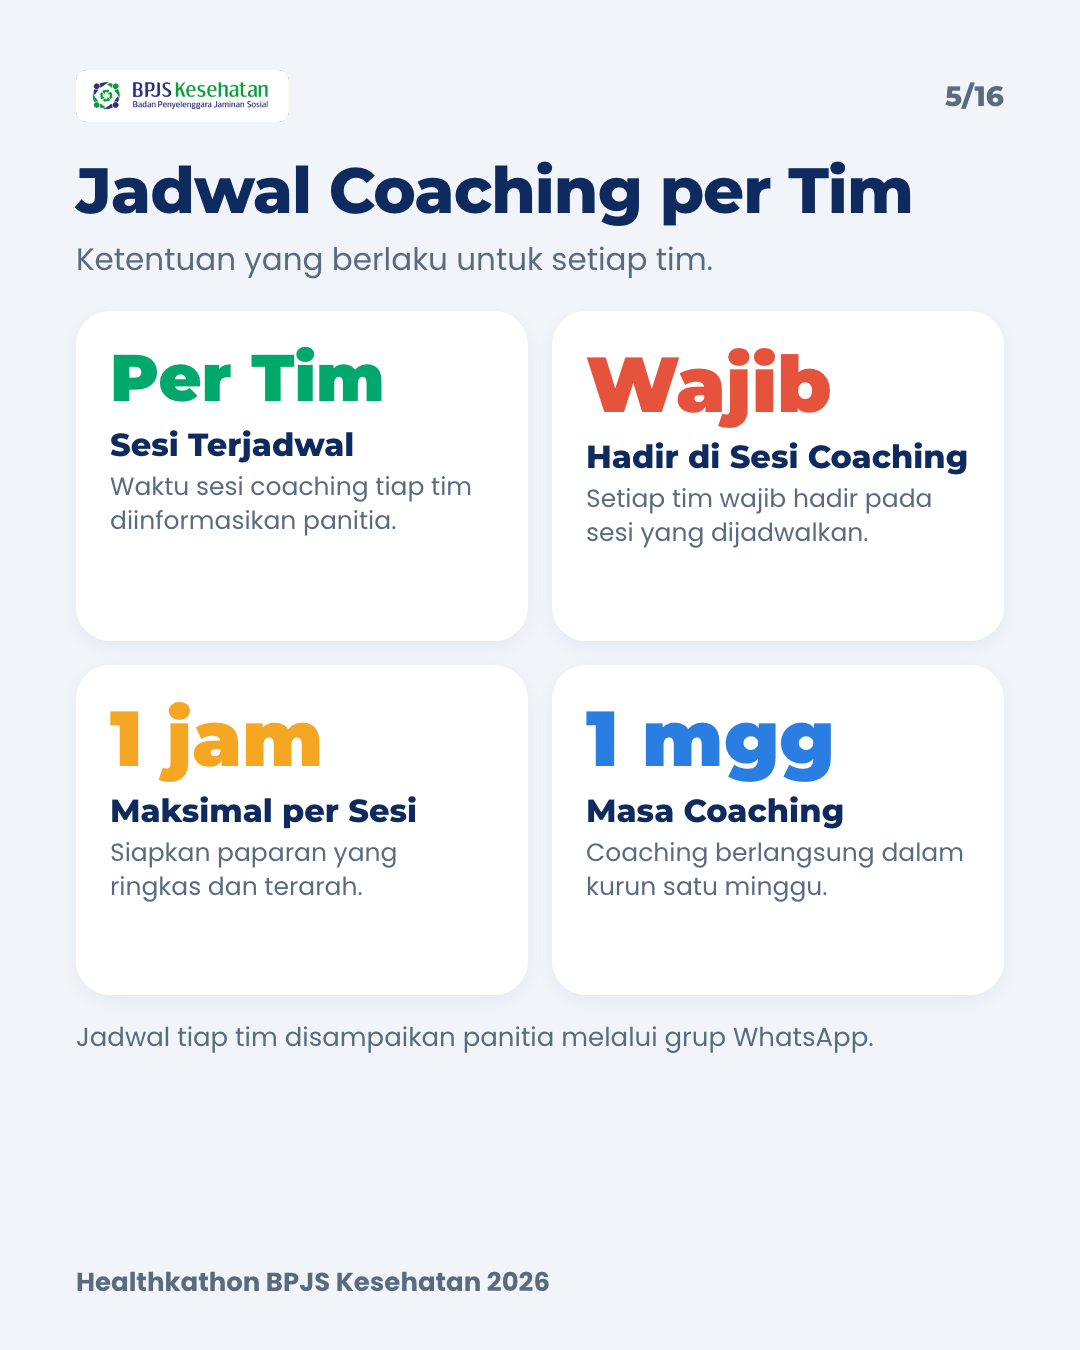 BPJS Kesehatan
Badan Penyelenggara Jaminan Sosial
5/16
Jadwal Coaching per Tim
Ketentuan yang berlaku untuk setiap tim.
Per Tim
Sesi Terjadwal
Waktu sesi coaching tiap tim
diinformasikan panitia.
Wajib
Hadir di Sesi Coaching
Setiap tim wajib hadir pada
sesi yang dijadwalkan.
1 jam
Maksimal per Sesi
Siapkan paparan yang
ringkas dan terarah.
1 mgg
Masa Coaching
Coaching berlangsung dalam
kurun satu minggu.
Jadwal tiap tim disampaikan panitia melalui grup WhatsApp.
Healthkathon BPJS Kesehatan 2026